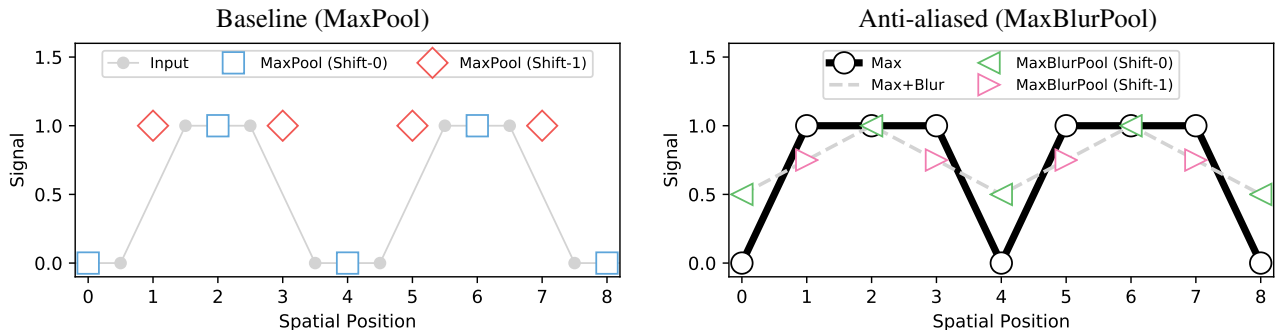 Baseline (MaxPool)
Input
MaxPool (Shift-0)
MaxPool (Shift-1)
1.5
1.0
0.5
0.0
Signal
0 1 2 3 4 5 6 7 8
Spatial Position
Anti-aliased (MaxBlurPool)
Max
Max+Blur
MaxBlurPool (Shift-0)
MaxBlurPool (Shift-1)
1.5
1.0
0.5
0.0
Signal
0 1 2 3 4 5 6 7 8
Spatial Position